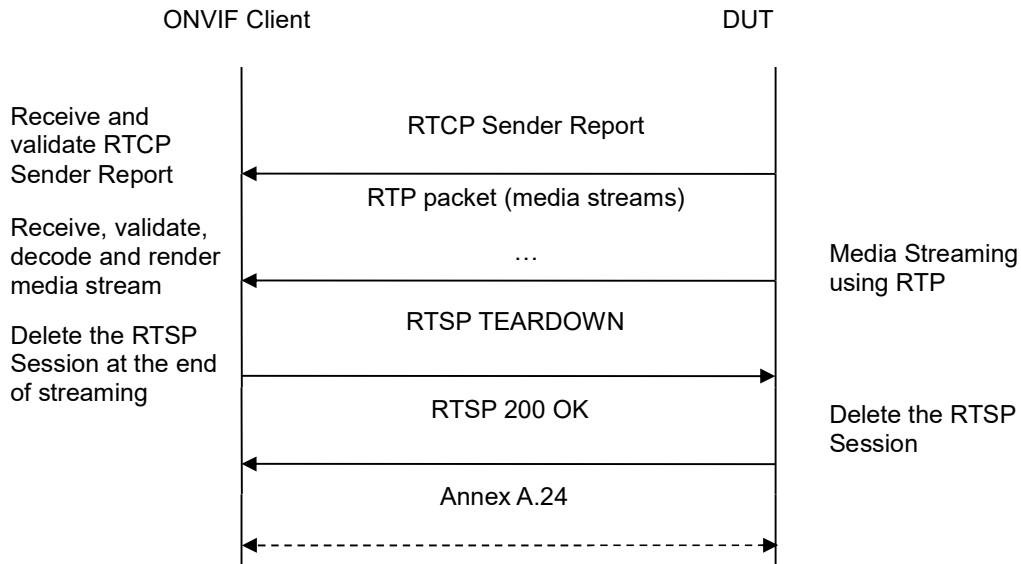 ONVIF Client
DUT
Receive and
validate RTCP
Sender Report
RTCP Sender Report
RTP packet (media streams)
Receive, validate,
decode and render
media stream
…
Media Streaming
using RTP
RTSP TEARDOWN
Delete the RTSP
Session at the end
of streaming
RTSP 200 OK
Delete the RTSP
Session
Annex A.24